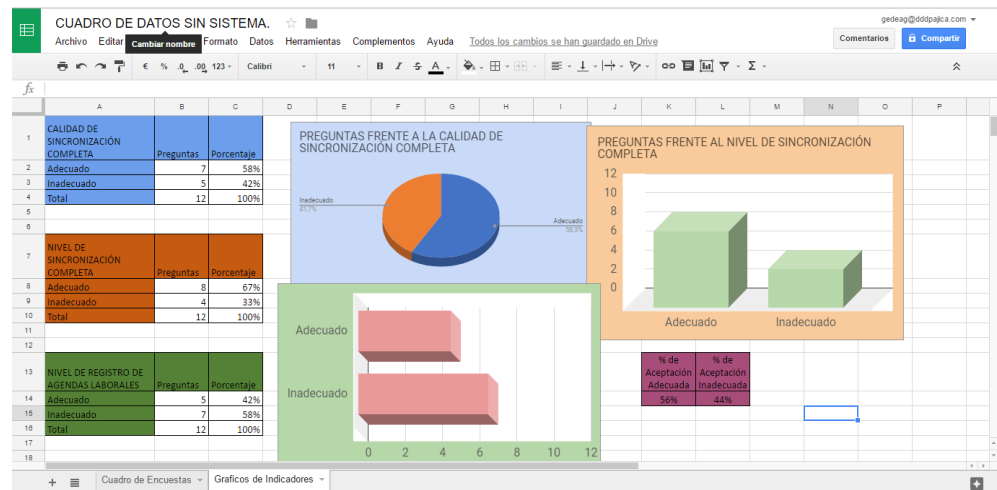 CUADRO DE DATOS SIN SISTEMA.
gedeag@dddpajica.com
Archivo Editar Formato Datos Herramientas Complementos Ayuda Todos los cambios se han guardado en Drive
Cambiar nombre
Comentarios Compartir
€ % .0 .00 123 Calibri 11 B I S A Σ
fx
A B C D E F G H I J K L M N O P
1 CALIDAD DE
SINCRONIZACIÓN
COMPLETA Preguntas Porcentaje
2 Adecuado 7 58%
3 Inadecuado 5 42%
4 Total 12 100%
5
6
7 NIVEL DE
SINCRONIZACIÓN
COMPLETA Preguntas Porcentaje
8 Adecuado 8 67%
9 Inadecuado 4 33%
10 Total 12 100%
11
12
13 NIVEL DE REGISTRO DE
AGENDAS LABORALES Preguntas Porcentaje
14 Adecuado 5 42%
15 Inadecuado 7 58%
16 Total 12 100%
17
18
PREGUNTAS FRENTE A LA CALIDAD DE
SINCRONIZACIÓN COMPLETA
Inadecuado
41,7%
Adecuado
58,3%
PREGUNTAS FRENTE AL NIVEL DE SINCRONIZACIÓN
COMPLETA
12
10
8
6
4
2
0
Adecuado Inadecuado
Adecuado
Inadecuado
0 2 4 6 8 10 12
% de
Aceptación
Adecuada
% de
Aceptación
Inadecuada
56% 44%
Cuadro de Encuestas Graficos de Indicadores